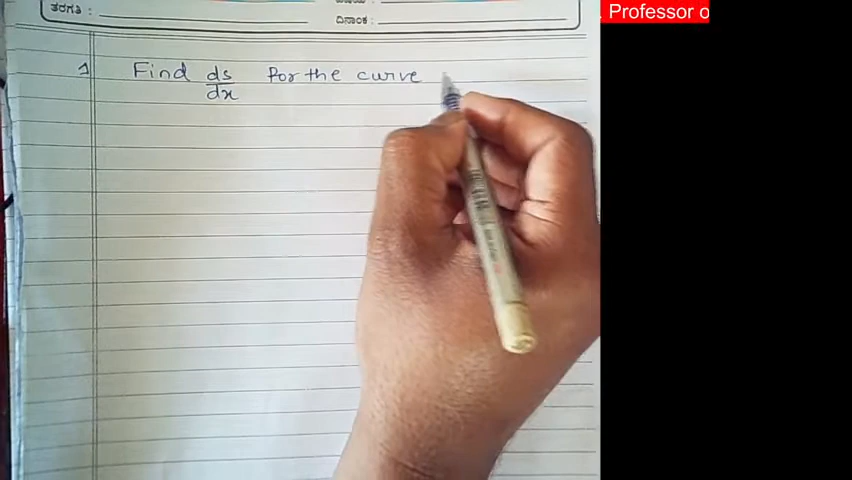 ತರಗತಿ :
ದಿನಾಂಕ :
. Professor o
1 Find ds/dx for the curve